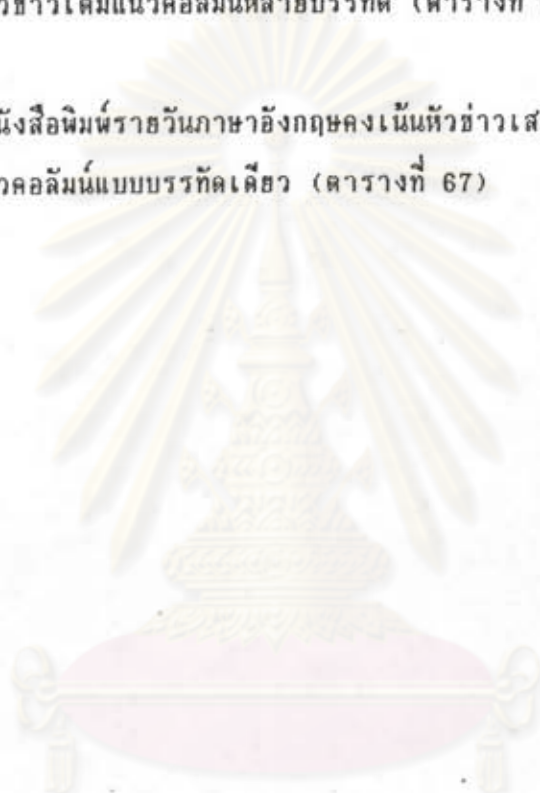 วข่าวเต็มแนวคอลัมน์หลายบรรทัด (ตารางที่
นังสือพิมพ์รายวันภาษาอังกฤษคงเน้นหัวข่าวเส
วคอลัมน์แบบบรรทัดเดียว (ตารางที่ 67)